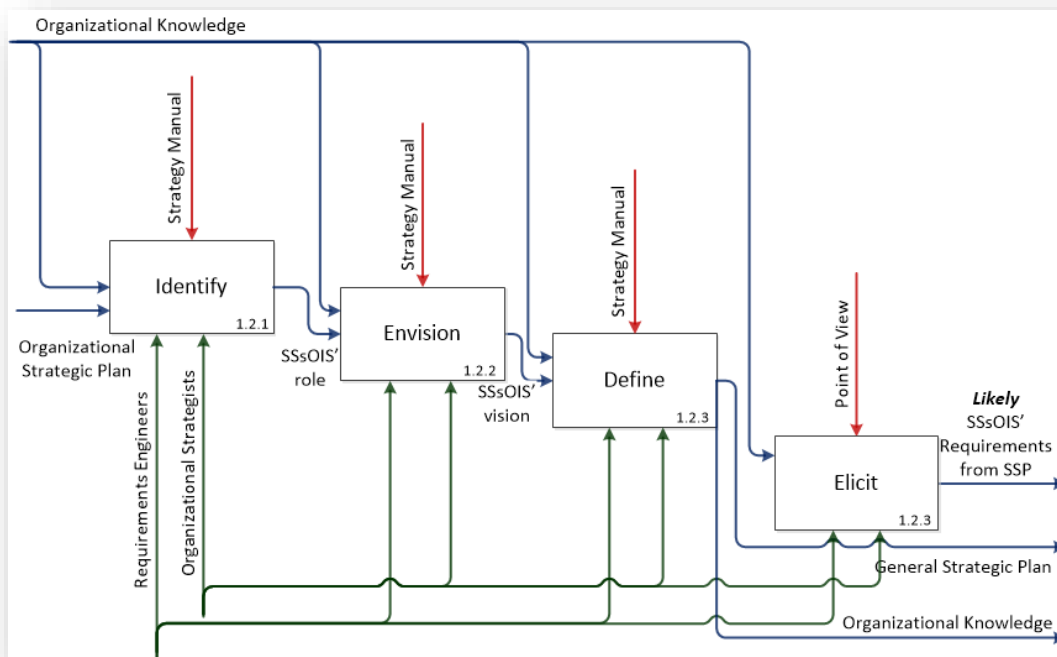 Organizational Knowledge
Strategy Manual
Strategy Manual
Strategy Manual
Point of View
Identify
1.2.1
Organizational
Strategic Plan
SSsOIS'
role
Envision
1.2.2
SSsOIS'
vision
Define
1.2.3
Likely
SSsOIS'
Requirements
from SSP
Elicit
1.2.3
Requirements Engineers
Organizational Strategists
General Strategic Plan
Organizational Knowledge